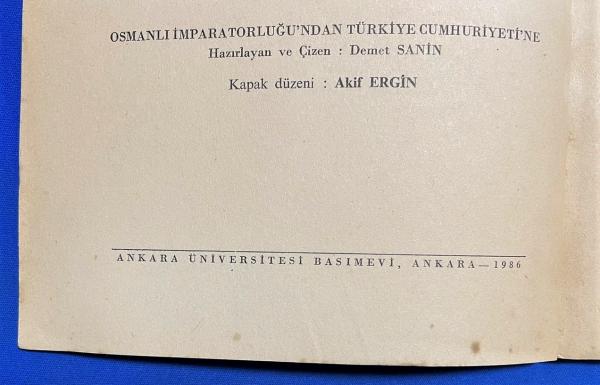 OSMANLI İMPARATORLUĞU'NDAN TÜRKİYE CUMHURİYETİ'NE
Hazırlayan ve Çizen : Demet SANİN
Kapak düzeni : Akif ERGİN
ANKARA ÜNİVERSİTESİ BASIMEVİ, ANKARA—1986